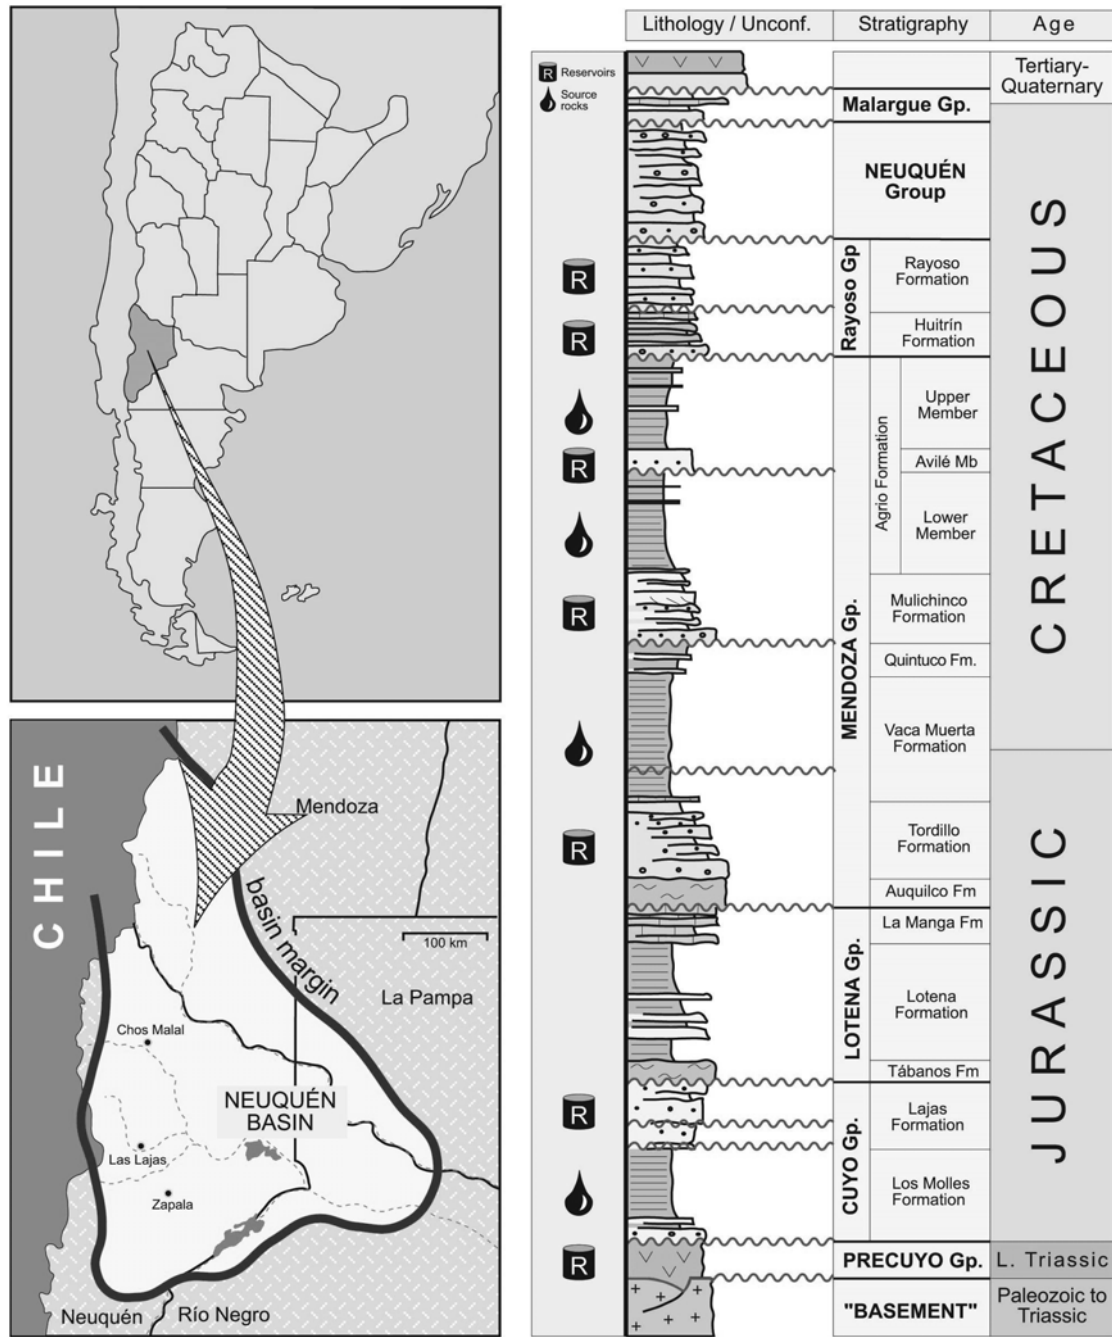 CHILE
Mendoza
basin margin
100 km
La Pampa
Chos Malal
NEUQUÉN
BASIN
Las Lajas
Zapala
Neuquén
Río Negro
Lithology / Unconf.
Stratigraphy
Age
R Reservoirs
Source
rocks
Tertiary-
Quaternary
Malargue Gp.
NEUQUÉN
Group
CRETACEOUS
Rayoso Gp
R
Rayoso
Formation
R
Huitrín
Formation
MENDOZA Gp.
Agrio Formation
Upper
Member
R
Avilé Mb
Lower
Member
R
Mulichinco
Formation
Quintuco Fm.
Vaca Muerta
Formation
JURASSIC
R
Tordillo
Formation
Auquilco Fm
LOTENA Gp.
La Manga Fm
Lotena
Formation
Tábanos Fm
CUYO Gp.
R
Lajas
Formation
Los Molles
Formation
R
PRECUYO Gp.
L. Triassic
"BASEMENT"
Paleozoic to
Triassic